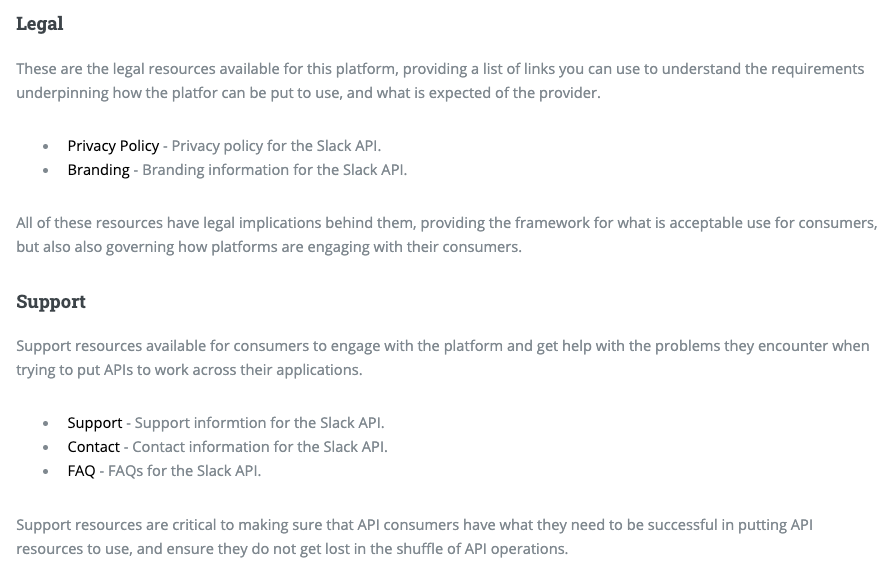 Legal
These are the legal resources available for this platform, providing a list of links you can use to understand the requirements
underpinning how the platfor can be put to use, and what is expected of the provider.
• Privacy Policy - Privacy policy for the Slack API.
• Branding - Branding information for the Slack API.
All of these resources have legal implications behind them, providing the framework for what is acceptable use for consumers,
but also also governing how platforms are engaging with their consumers.
Support
Support resources available for consumers to engage with the platform and get help with the problems they encounter when
trying to put APIs to work across their applications.
• Support - Support informtion for the Slack API.
• Contact - Contact information for the Slack API.
• FAQ - FAQs for the Slack API.
Support resources are critical to making sure that API consumers have what they need to be successful in putting API
resources to use, and ensure they do not get lost in the shuffle of API operations.